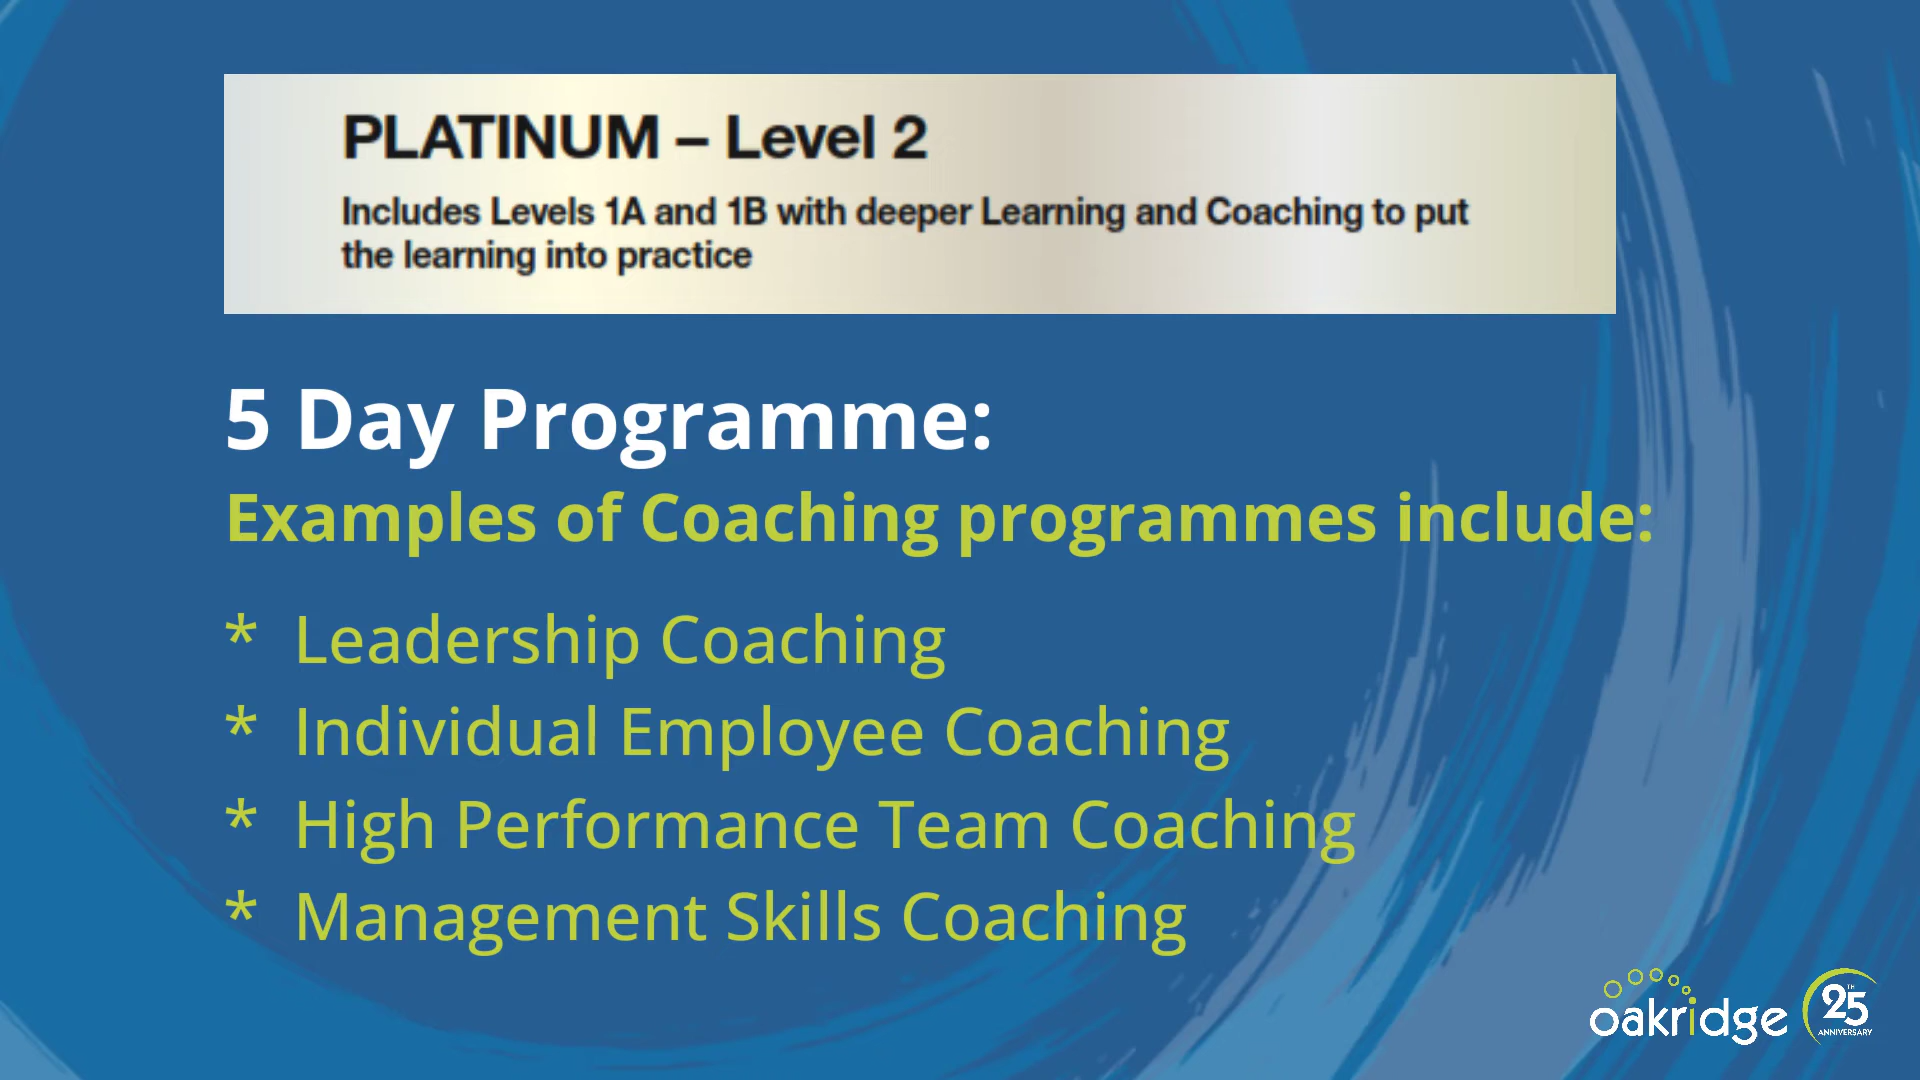 PLATINUM – Level 2
Includes Levels 1A and 1B with deeper Learning and Coaching to put
the learning into practice
5 Day Programme:
Examples of Coaching programmes include:
* Leadership Coaching
* Individual Employee Coaching
* High Performance Team Coaching
* Management Skills Coaching
oakridge
25TH
ANNIVERSARY